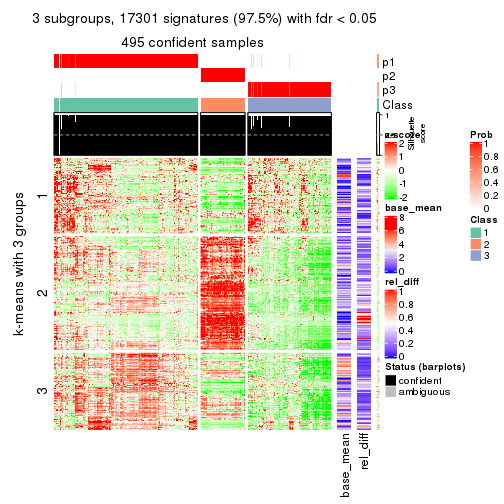 3 subgroups, 17301 signatures (97.5%) with fdr < 0.05
495 confident samples
p1
p2
p3
Class
1
Silhouette
score
k-means with 3 groups
1
2
3
base_mean
rel_diff
z-score
2
1
0
-1
-2
base_mean
8
6
4
2
0
rel_diff
1
0.8
0.6
0.4
0.2
0
Status (barplots)
confident
ambiguous
Prob
1
0.8
0.6
0.4
0.2
0
Class
1
2
3